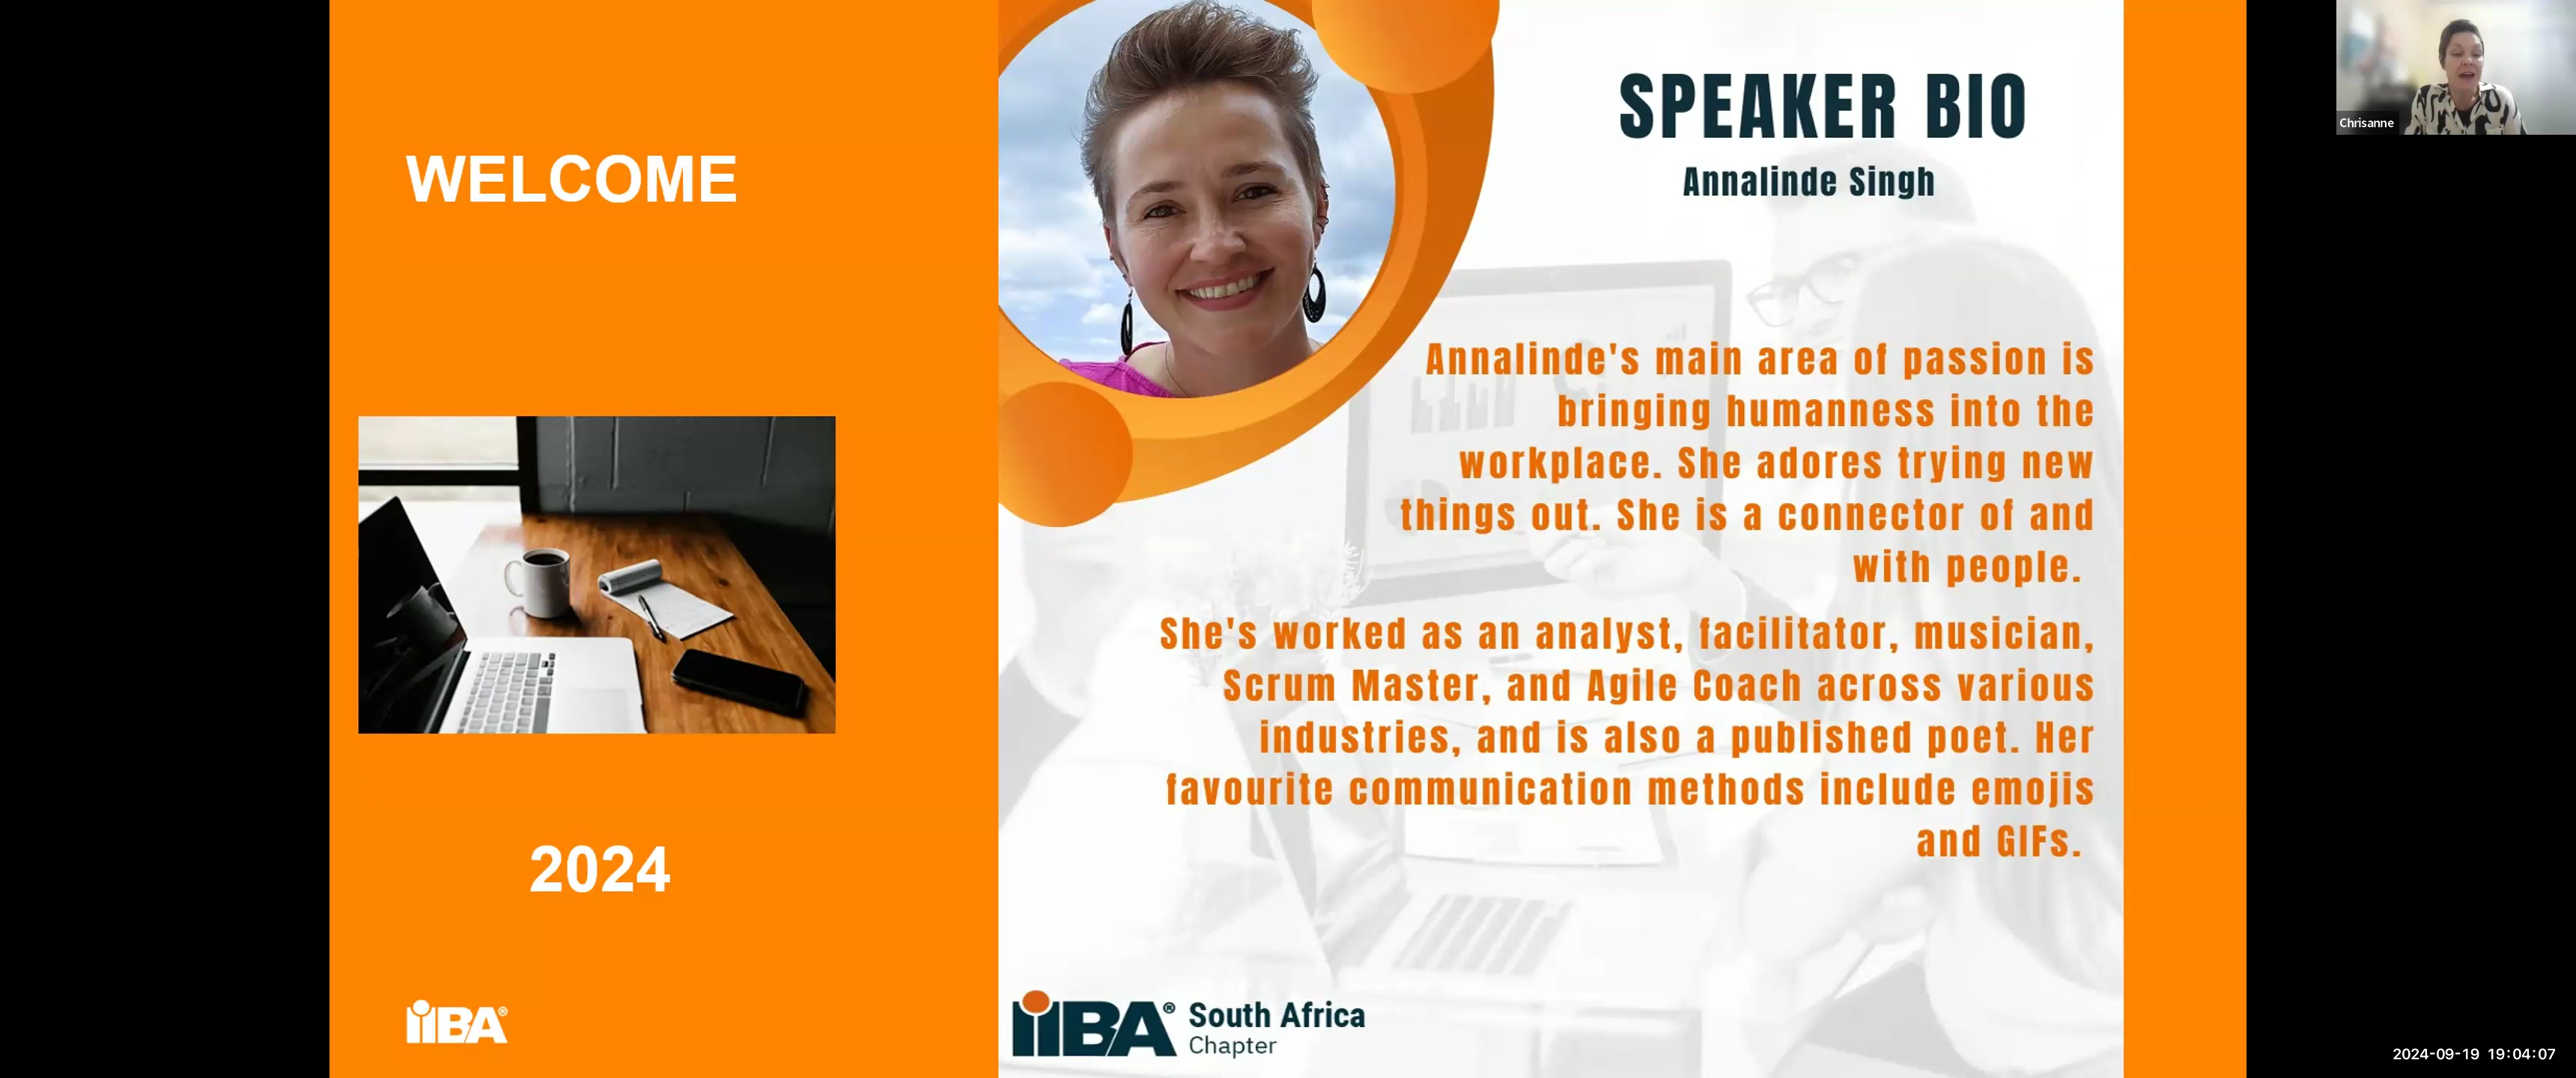 WELCOME
2024
iiBA®
SPEAKER BIO
Annalinde Singh
Annalinde's main area of passion is
bringing humanness into the
workplace. She adores trying new
things out. She is a connector of and
with people.
She's worked as an analyst, facilitator, musician,
Scrum Master, and Agile Coach across various
industries, and is also a published poet. Her
favourite communication methods include emojis
and GIFs.
iiBA® South Africa
Chapter
Chrisanne
2024-09-19 19:04:07